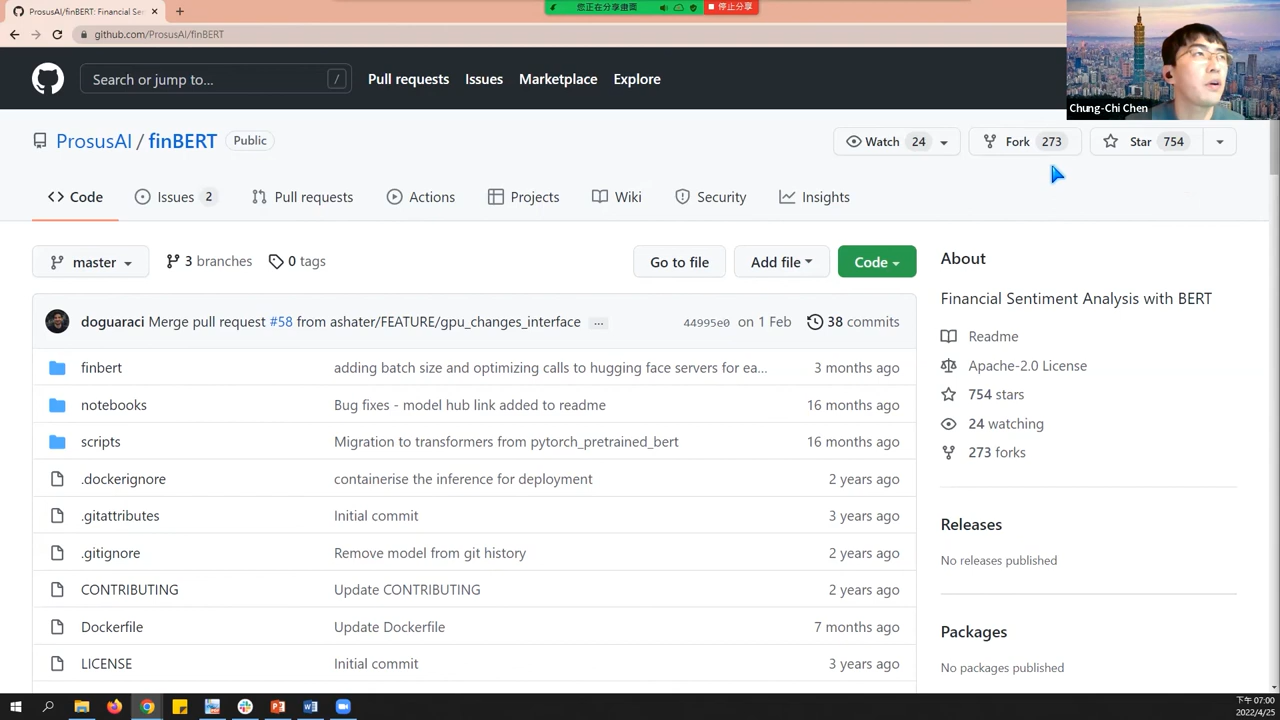 ProsusAI/finBERT: Financial Se
您正在分享画面
停止分享
github.com/ProsusAI/finBERT
Search or jump to...
/
Pull requests
Issues
Marketplace
Explore
Chung-Chi Chen
ProsusAI / finBERT
Public
Watch 24
Fork 273
Star 754
Code
Issues 2
Pull requests
Actions
Projects
Wiki
Security
Insights
master
3 branches
0 tags
Go to file
Add file
Code
About
Financial Sentiment Analysis with BERT
doguaraci Merge pull request #58 from ashater/FEATURE/gpu_changes_interface ... 44995e0 on 1 Feb 38 commits
Readme
finbert adding batch size and optimizing calls to hugging face servers for ea... 3 months ago
Apache-2.0 License
notebooks Bug fixes - model hub link added to readme 16 months ago
754 stars
24 watching
scripts Migration to transformers from pytorch_pretrained_bert 16 months ago
273 forks
.dockerignore containerise the inference for deployment 2 years ago
.gitattributes Initial commit 3 years ago
Releases
.gitignore Remove model from git history 2 years ago
No releases published
CONTRIBUTING Update CONTRIBUTING 2 years ago
Dockerfile Update Dockerfile 7 months ago
Packages
LICENSE Initial commit 3 years ago
No packages published
下午 07:00
2022/4/25